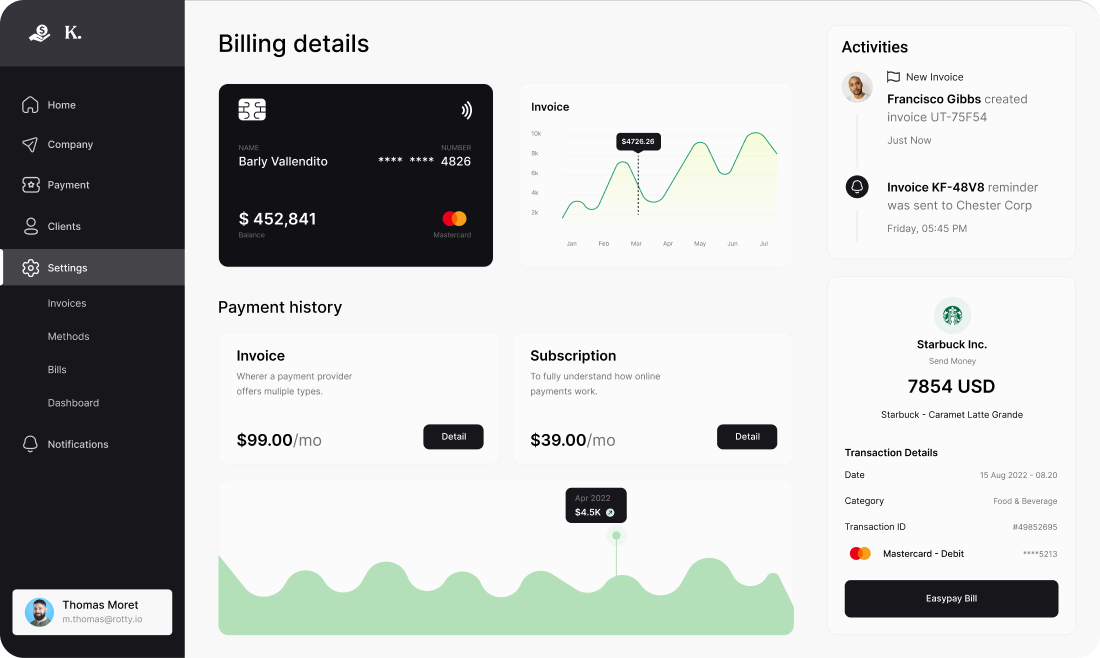 K.
Home
Company
Payment
Clients
Settings
Invoices
Methods
Bills
Dashboard
Notifications
Thomas Moret
m.thomas@rotty.io
Billing details
NAME NUMBER
Barly Vallendito **** **** 4826
$ 452,841
Balance Mastercard
Invoice
$4726.26
10k
8k
6k
4k
2k
Jan Feb Mar Apr May Jun Jul
Payment history
Invoice
Wherer a payment provider
offers muliple types.
$99.00/mo Detail
Subscription
To fully understand how online
payments work.
$39.00/mo Detail
Apr 2022
$4.5K
Activities
New Invoice
Francisco Gibbs created
invoice UT-75F54
Just Now
Invoice KF-48V8 reminder
was sent to Chester Corp
Friday, 05:45 PM
Starbuck Inc.
Send Money
7854 USD
Starbuck - Caramet Latte Grande
Transaction Details
Date 15 Aug 2022 - 08.20
Category Food & Beverage
Transaction ID #49852695
Mastercard - Debit ****5213
Easypay Bill